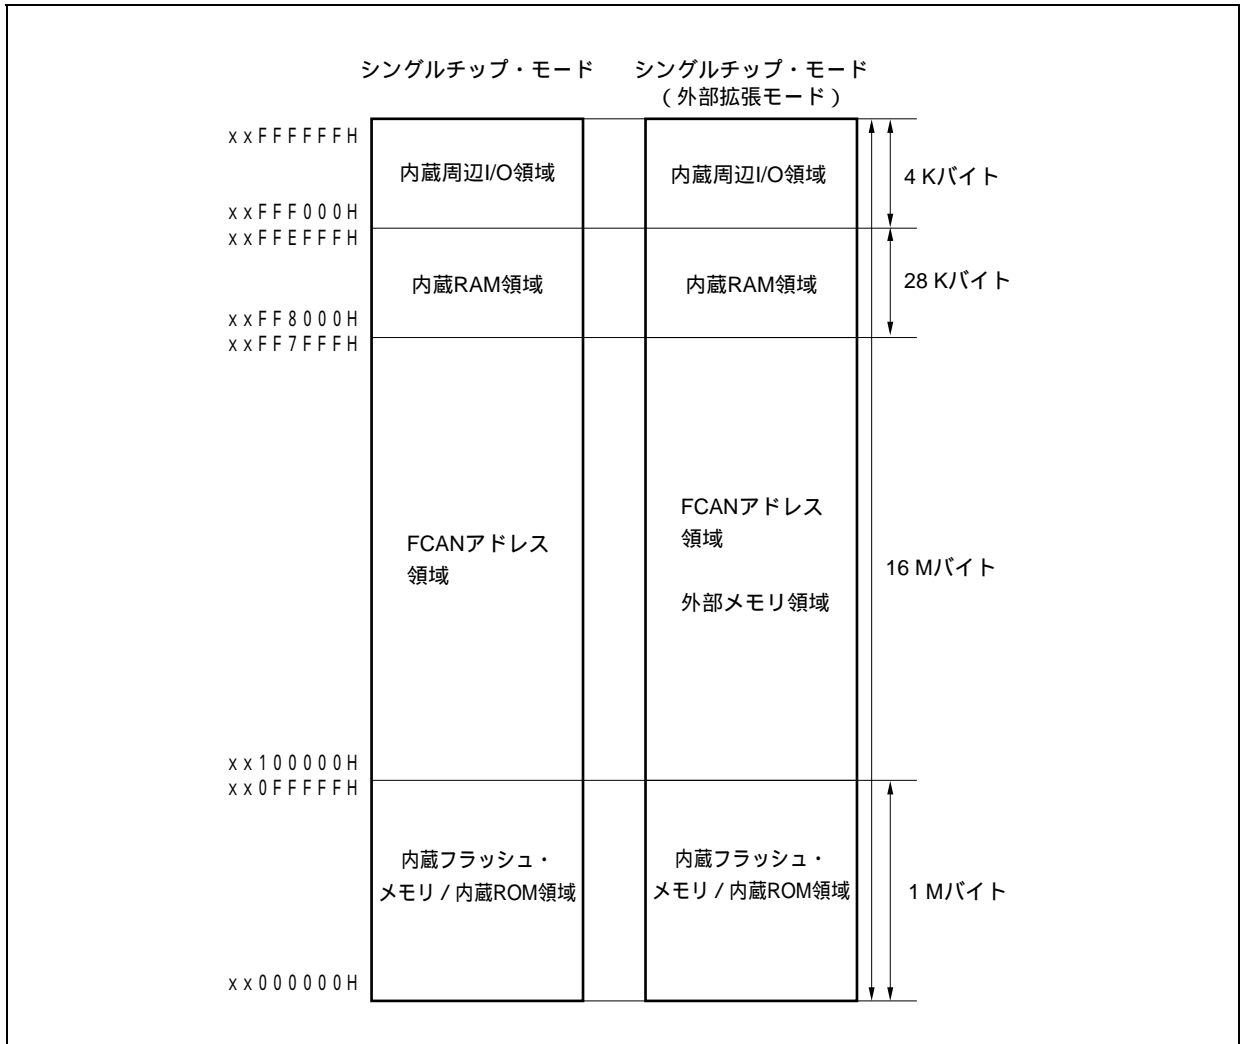 シングルチップ・モード
シングルチップ・モード
(外部拡張モード)
xxFFFFFFH
内蔵周辺I/O領域
内蔵周辺I/O領域
4 Kバイト
xxFFF000H
xxFFEFFFH
内蔵RAM領域
内蔵RAM領域
28 Kバイト
xxFF8000H
xxFF7FFFH
FCANアドレス
領域
FCANアドレス
領域
外部メモリ領域
16 Mバイト
xx100000H
xx0FFFFFH
内蔵フラッシュ・
メモリ/内蔵ROM領域
内蔵フラッシュ・
メモリ/内蔵ROM領域
1 Mバイト
xx000000H